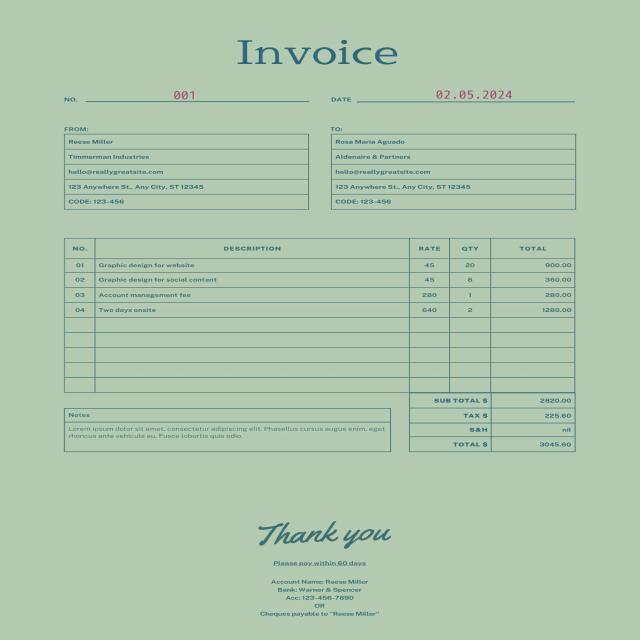 Invoice
NO. 001 DATE 02.05.2024
FROM: TO:
Reese Miller Rosa Maria Aguado
Timmerman Industries Aldenaire & Partners
hello@reallygreatsite.com hello@reallygreatsite.com
123 Anywhere St., Any City, ST 12345 123 Anywhere St., Any City, ST 12345
CODE: 123-456 CODE: 123-456
NO. DESCRIPTION RATE QTY TOTAL
01 Graphic design for website 45 20 900.00
02 Graphic design for social content 45 8 360.00
03 Account management fee 280 1 280.00
04 Two days onsite 640 2 1280.00
SUB TOTAL $ 2820.00
TAX $ 225.60
S&H nil
TOTAL $ 3045.60
Notes
Lorem ipsum dolor sit amet, consectetur adipiscing elit. Phasellus cursus augue enim, eget
rhoncus ante vehicula eu. Fusce lobortis quis odio.
Thank you
Please pay within 60 days
Account Name: Reese Miller
Bank: Warner & Spencer
Acc: 123-456-7890
OR
Cheques payable to "Reese Miller"